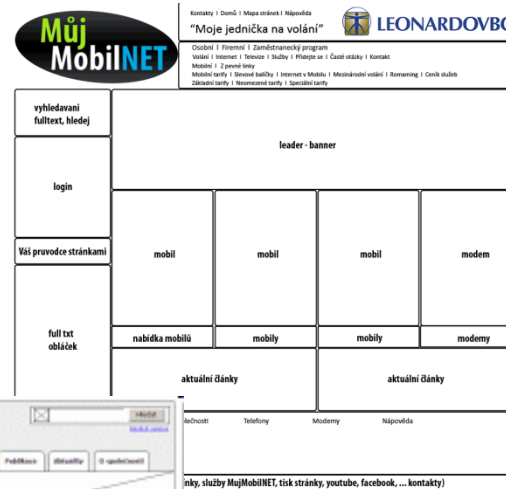 Můj
MobilNET
Kontakty I Domů I Mapa stránek I Nápověda
“Moje jednička na volání”
LEONARDOVBO
Osobní I Firemní I Zaměstnanecký program
Volání I Internet I Televize I Služby I Přidejte se I Časté otázky I Kontakt
Mobilní I Z pevné linky
Mobilní tarify I Slevové balíčky I Internet v Mobilu I Mezinárodní volání I Romaming I Ceník služeb
Základní tarify I Neomezené tarify I Speciální tarify
vyhledavani
fulltext, hledej
leader - banner
login
Váš pruvodce stránkami
mobil
mobil
mobil
modem
full txt
obláček
nabídka mobilů
mobily
mobily
modemy
aktuální články
aktuální články
lečnosti
Telefony
Modemy
Nápověda
Publikace
Aktuality
O společnosti
nky, služby MujMobilNET, tisk stránky, youtube, facebook, ... kontakty)